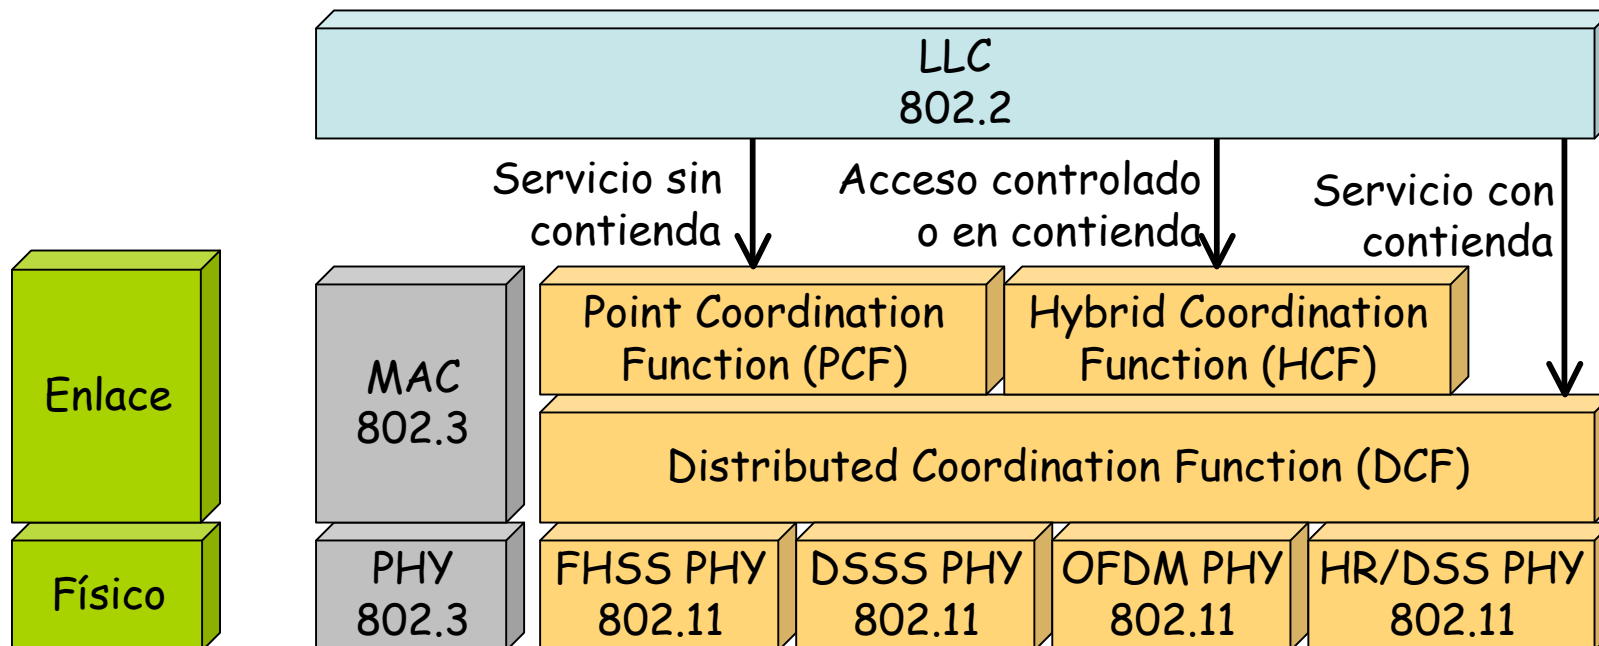 LLC
802.2
Servicio sin
contienda
Acceso controlado
o en contienda
Servicio con
contienda
Enlace
MAC
802.3
Point Coordination
Function (PCF)
Hybrid Coordination
Function (HCF)
Distributed Coordination Function (DCF)
Físico
PHY
802.3
FHSS PHY
802.11
DSSS PHY
802.11
OFDM PHY
802.11
HR/DSS PHY
802.11